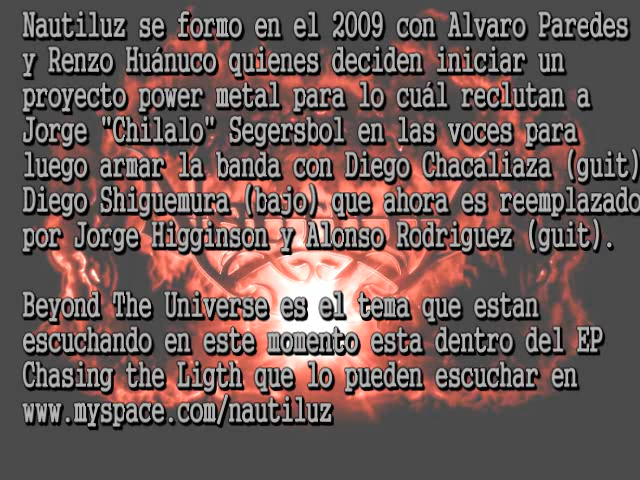 Nautiluz se formo en el 2009 con Alvaro Paredes
y Renzo Huánuco quienes deciden iniciar un
proyecto power metal para lo cuál reclutan a
Jorge "Chilalo" Segersbol en las voces para
luego armar la banda con Diego Chacaliaza (guit)
Diego Shiguemura (bajo) que ahora es reemplazado
por Jorge Higginson y Alonso Rodriguez (guit).
Beyond The Universe es el tema que estan
escuchando en este momento esta dentro del EP
Chasing the Ligth que lo pueden escuchar en
www.myspace.com/nautiluz